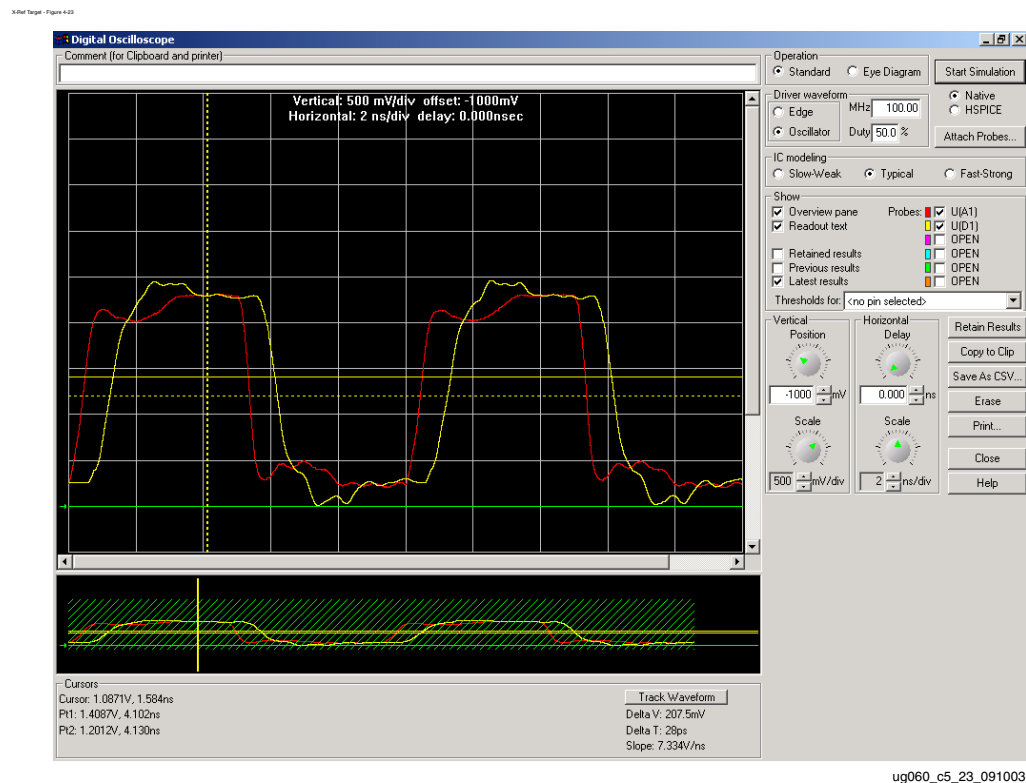 X-Ref Target - Figure 4-23
Digital Oscilloscope
Comment (for Clipboard and printer)
Vertical: 500 mV/div offset: -1000mV
Horizontal: 2 ns/div delay: 0.000nsec
Operation
Standard
Eye Diagram
Start Simulation
Driver waveform
Edge
MHz 100.00
Oscillator
Duty 50.0 %
Native
HSPICE
Attach Probes...
IC modeling
Slow-Weak
Typical
Fast-Strong
Show
Overview pane
Probes:
U(A1)
Readout text
U(D1)
OPEN
Retained results
OPEN
Previous results
OPEN
Latest results
OPEN
Thresholds for: <no pin selected>
Vertical
Position
-1000 mV
Scale
500 mV/div
Horizontal
Delay
0.000 ns
Scale
2 ns/div
Retain Results
Copy to Clip
Save As CSV...
Erase
Print...
Close
Help
Cursors
Cursor: 1.0871V, 1.584ns
Pt1: 1.4087V, 4.102ns
Pt2: 1.2012V, 4.130ns
Track Waveform
Delta V: 207.5mV
Delta T: 28ps
Slope: 7.334V/ns
ug060_c5_23_091003